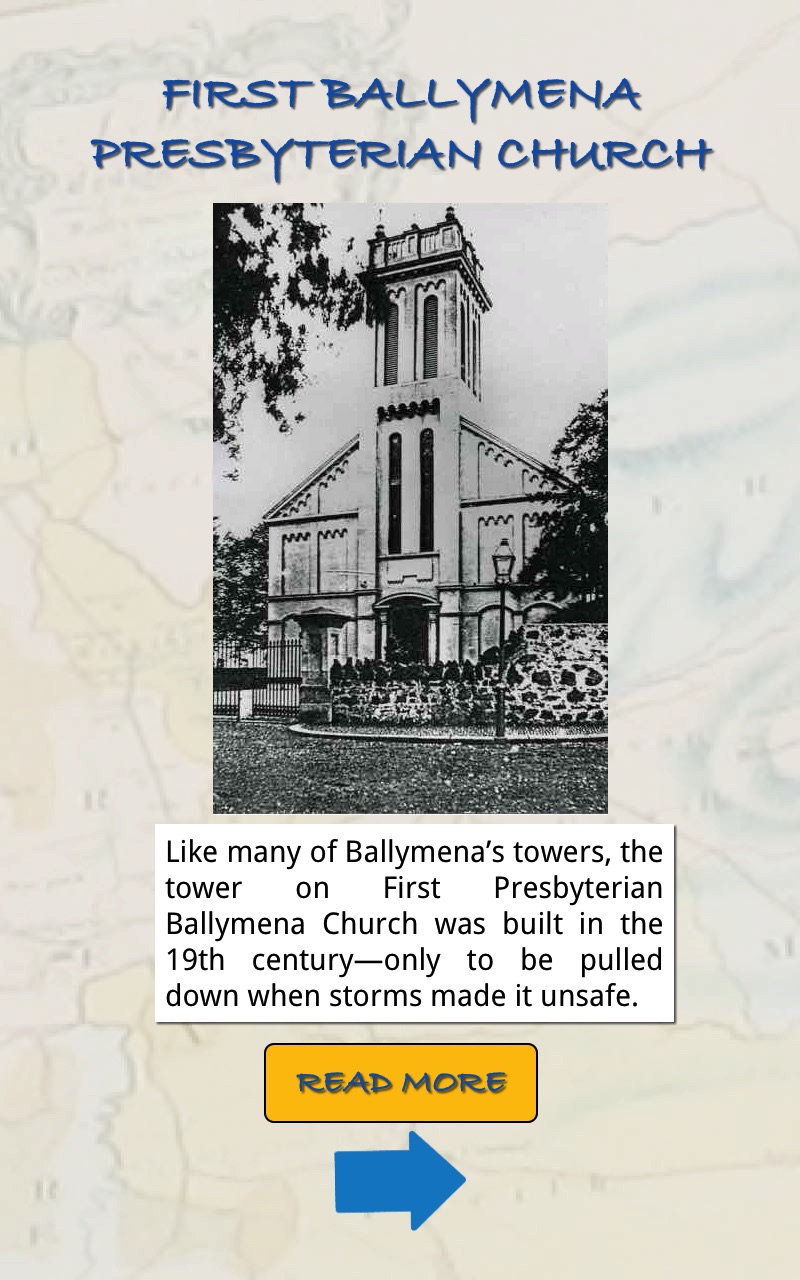 FIRST BALLYMENA
PRESBYTERIAN CHURCH
Like many of Ballymena’s towers, the
tower on First Presbyterian
Ballymena Church was built in the
19th century—only to be pulled
down when storms made it unsafe.
READ MORE